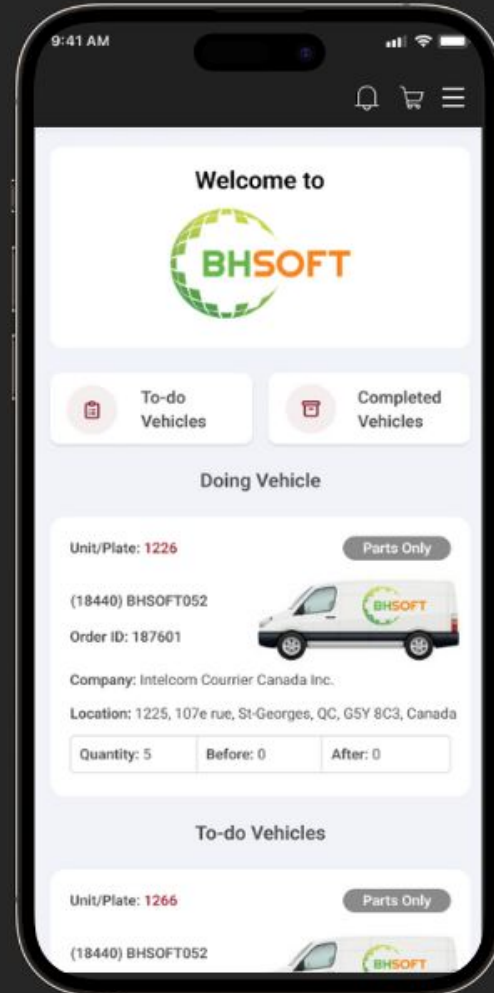 9:41 AM
Welcome to
BHSOFT
To-do
Vehicles
Completed
Vehicles
Doing Vehicle
Unit/Plate: 1226
Parts Only
(18440) BHSOFT052
BHSOFT
Order ID: 187601
Company: Intelcom Courrier Canada Inc.
Location: 1225, 107e rue, St-Georges, QC, G5Y 8C3, Canada
Quantity: 5
Before: 0
After: 0
To-do Vehicles
Unit/Plate: 1266
Parts Only
(18440) BHSOFT052
BHSOFT